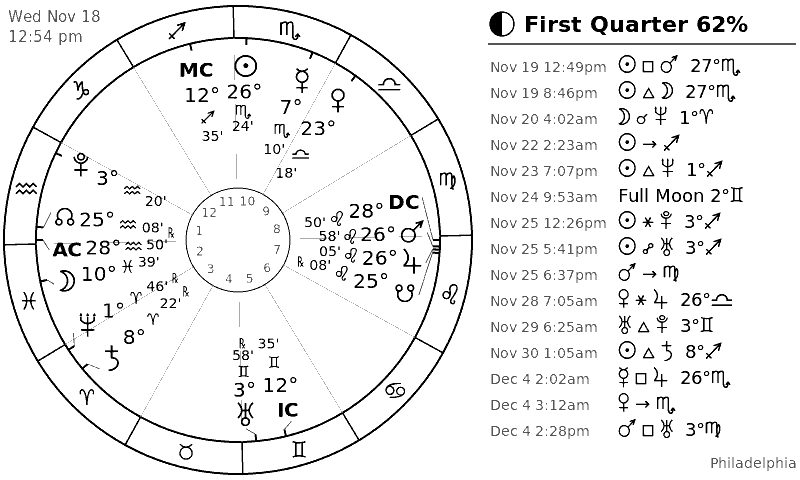 Wed Nov 18
12:54 pm
MC
12° ☉ 26° ♏ 24'
♐ 35'
☿ 7° ♏ 10'
♀ 23° ♎ 18'
♇ 3° ♒ 20'
☊ 25° ♒ 08' ℞
AC 28° ♒ 50'
☽ 10° ♓ 39'
♆ 1° ♈ 46' ℞
♄ 8° ♈ 22' ℞
DC
28° ♌ 50'
♂ 26° ♌ 58'
♃ 26° ♌ 05'
☋ 25° ♌ 08' ℞
℞ 35'
58' ♊
♊
3° 12°
♅ IC
11 10
12 9
1 8
2 7
3 6
4 5
♐ ♏ ♎ ♍ ♌ ♋ ♊ ♉ ♈ ♓ ♒ ♑
First Quarter 62%
Nov 19 12:49pm ☉ □ ♂ 27°♏
Nov 19 8:46pm ☉ △ ☽ 27°♏
Nov 20 4:02am ☽ ☌ ♆ 1°♈
Nov 22 2:23am ☉ → ♐
Nov 23 7:07pm ☉ △ ♆ 1°♐
Nov 24 9:53am Full Moon 2°♊
Nov 25 12:26pm ☉ ⚹ ♇ 3°♐
Nov 25 5:41pm ☉ ☍ ♅ 3°♐
Nov 25 6:37pm ♂ → ♍
Nov 28 7:05am ♀ ⚹ ♃ 26°♎
Nov 29 6:25am ♅ △ ♇ 3°♊
Nov 30 1:05am ☉ △ ♄ 8°♐
Dec 4 2:02am ☿ □ ♃ 26°♏
Dec 4 3:12am ♀ → ♏
Dec 4 2:28pm ♂ □ ♅ 3°♍
Philadelphia